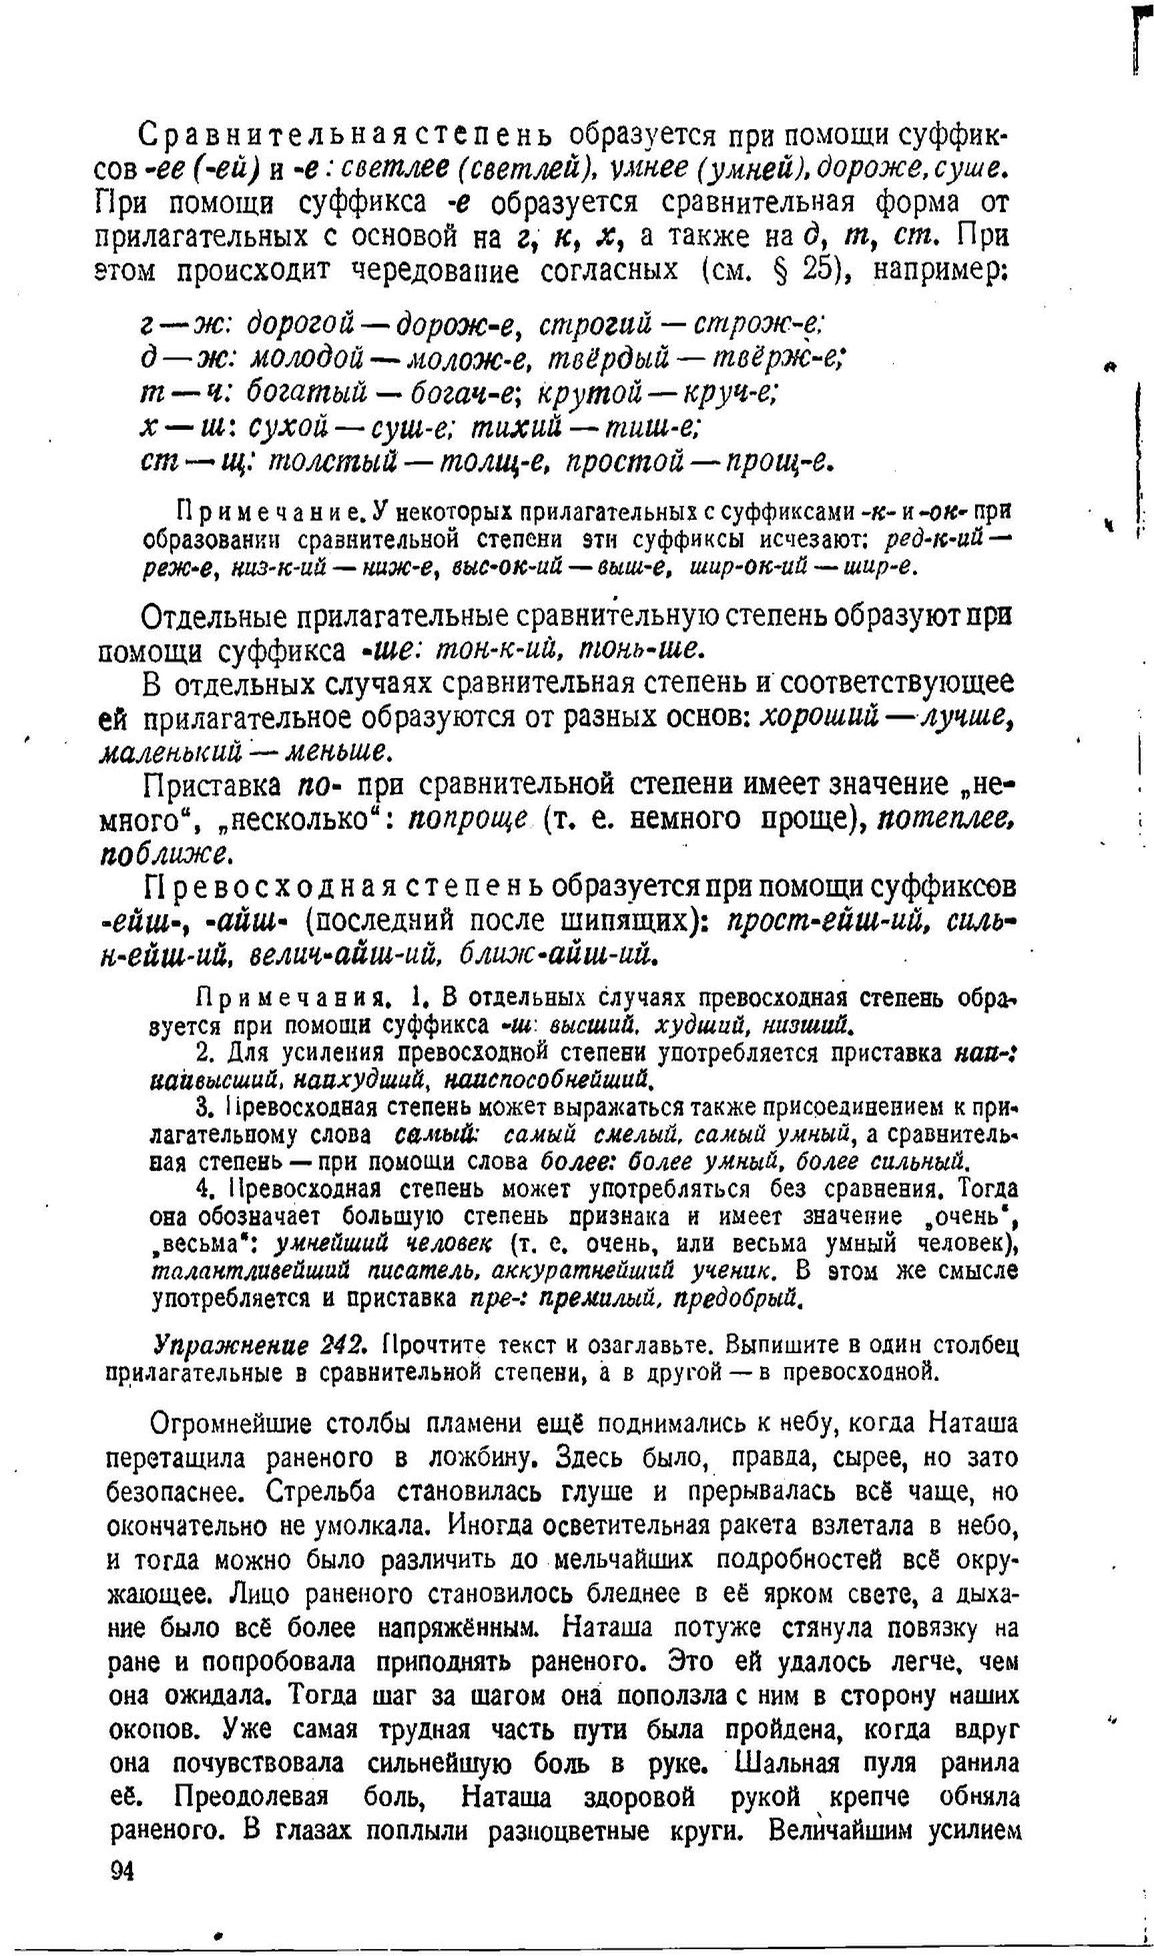 Сравнительная степень образуется при помощи суффик-
сов -ее (-ей) и -е: светлее (светлей), умнее (умней), дороже, суше.
При помощи суффикса -е образуется сравнительная форма от
прилагательных с основой на г, к, х, а также на д, т, ст. При
этом происходит чередование согласных (см. § 25), например:
г — ж: дорогой — дорож-е, строгий — строж-е;
д — ж: молодой — молож-е, твёрдый — твёрж-е;
т — ч: богатый — богач-е; крутой — круч-е;
х — ш: сухой — суш-е; тихий — тиш-е;
ст — щ: толстый — толщ-е, простой — прощ-е.
Примечание. У некоторых прилагательных с суффиксами -к- и -ок- при
образовании сравнительной степени эти суффиксы исчезают: ред-к-ий —
реж-е, низ-к-ий — ниж-е, выс-ок-ий — выш-е, шир-ок-ий — шир-е.
Отдельные прилагательные сравнительную степень образуют при
помощи суффикса -ше: тон-к-ий, тонь-ше.
В отдельных случаях сравнительная степень и соответствующее
ей прилагательное образуются от разных основ: хороший — лучше,
маленький — меньше.
Приставка по- при сравнительной степени имеет значение „не-
много“, „несколько“: попроще (т. е. немного проще), потеплее,
поближе.
Превосходная степень образуется при помощи суффиксов
-ейш-, -айш- (последний после шипящих): прост-ейш-ий, силь-
н-ейш-ий, велич-айш-ий, ближ-айш-ий.
Примечания. 1. В отдельных случаях превосходная степень обра-
зуется при помощи суффикса -ш: высший, худший, низший.
2. Для усиления превосходной степени употребляется приставка наи-:
наивысший, наихудший, наиспособнейший.
3. Превосходная степень может выражаться также присоединением к при-
лагательному слова самый: самый смелый, самый умный, а сравнитель-
ная степень — при помощи слова более: более умный, более сильный.
4. Превосходная степень может употребляться без сравнения. Тогда
она обозначает большую степень признака и имеет значение „очень“,
„весьма“: умнейший человек (т. е. очень, или весьма умный человек),
талантливейший писатель, аккуратнейший ученик. В этом же смысле
употребляется и приставка пре-: премилый, предобрый.
Упражнение 242. Прочтите текст и озаглавьте. Выпишите в один столбец
прилагательные в сравнительной степени, а в другой — в превосходной.
Огромнейшие столбы пламени ещё поднимались к небу, когда Наташа
перетащила раненого в ложбину. Здесь было, правда, сырее, но зато
безопаснее. Стрельба становилась глуше и прерывалась всё чаще, но
окончательно не умолкала. Иногда осветительная ракета взлетала в небо,
и тогда можно было различить до мельчайших подробностей всё окру-
жающее. Лицо раненого становилось бледнее в её ярком свете, а дыха-
ние было всё более напряжённым. Наташа потуже стянула повязку на
ране и попробовала приподнять раненого. Это ей удалось легче, чем
она ожидала. Тогда шаг за шагом она поползла с ним в сторону наших
окопов. Уже самая трудная часть пути была пройдена, когда вдруг
она почувствовала сильнейшую боль в руке. Шальная пуля ранила
её. Преодолевая боль, Наташа здоровой рукой крепче обняла
раненого. В глазах поплыли разноцветные круги. Величайшим усилием
94